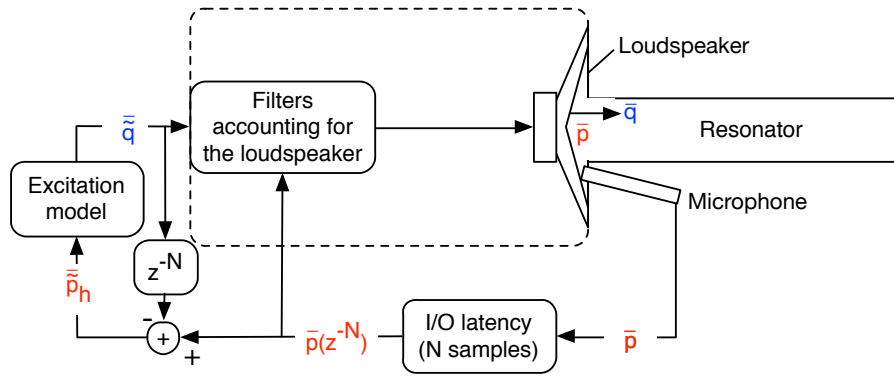 Loudspeaker
Filters
accounting for
the loudspeaker
q̃̅
p̅
q̅
Resonator
Excitation
model
Microphone
z⁻ᴺ
p̃̅ₕ
-
+
+
p̅(z⁻ᴺ)
I/O latency
(N samples)
p̅